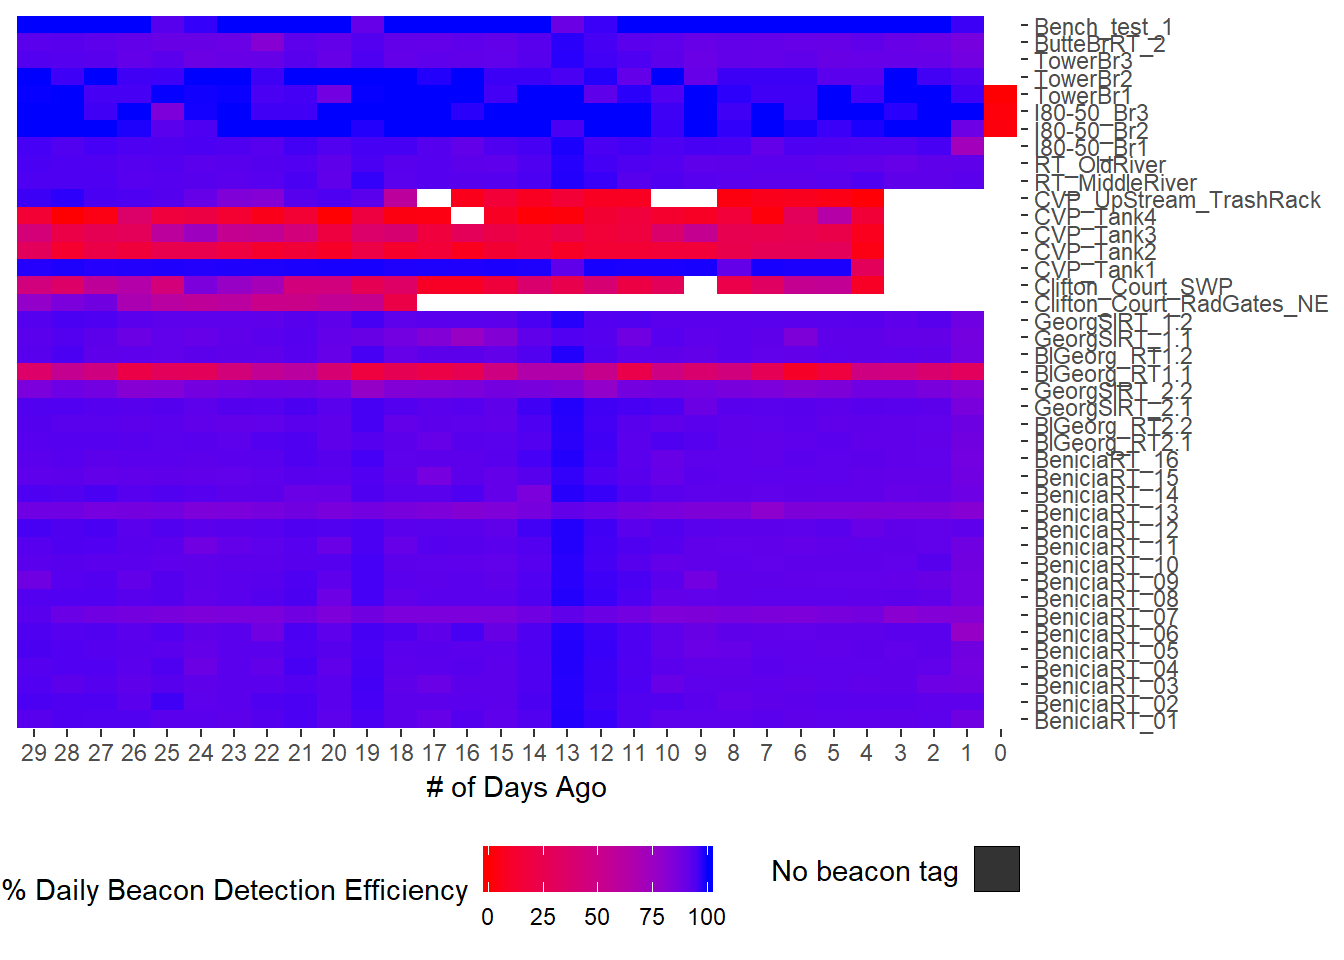 Bench_test_1
ButteBrRT_2
TowerBr3
TowerBr2
TowerBr1
I80-50_Br3
I80-50_Br2
I80-50_Br1
RT_OldRiver
RT_MiddleRiver
CVP_UpStream_TrashRack
CVP_Tank4
CVP_Tank3
CVP_Tank2
CVP_Tank1
Clifton_Court_SWP
Clifton_Court_RadGates_NE
GeorgSlRT_1.2
GeorgSlRT_1.1
BlGeorg_RT1.2
BlGeorg_RT1.1
GeorgSlRT_2.2
GeorgSlRT_2.1
BlGeorg_RT2.2
BlGeorg_RT2.1
BeniciaRT_16
BeniciaRT_15
BeniciaRT_14
BeniciaRT_13
BeniciaRT_12
BeniciaRT_11
BeniciaRT_10
BeniciaRT_09
BeniciaRT_08
BeniciaRT_07
BeniciaRT_06
BeniciaRT_05
BeniciaRT_04
BeniciaRT_03
BeniciaRT_02
BeniciaRT_01
29 28 27 26 25 24 23 22 21 20 19 18 17 16 15 14 13 12 11 10 9 8 7 6 5 4 3 2 1 0
# of Days Ago
% Daily Beacon Detection Efficiency
0 25 50 75 100
No beacon tag